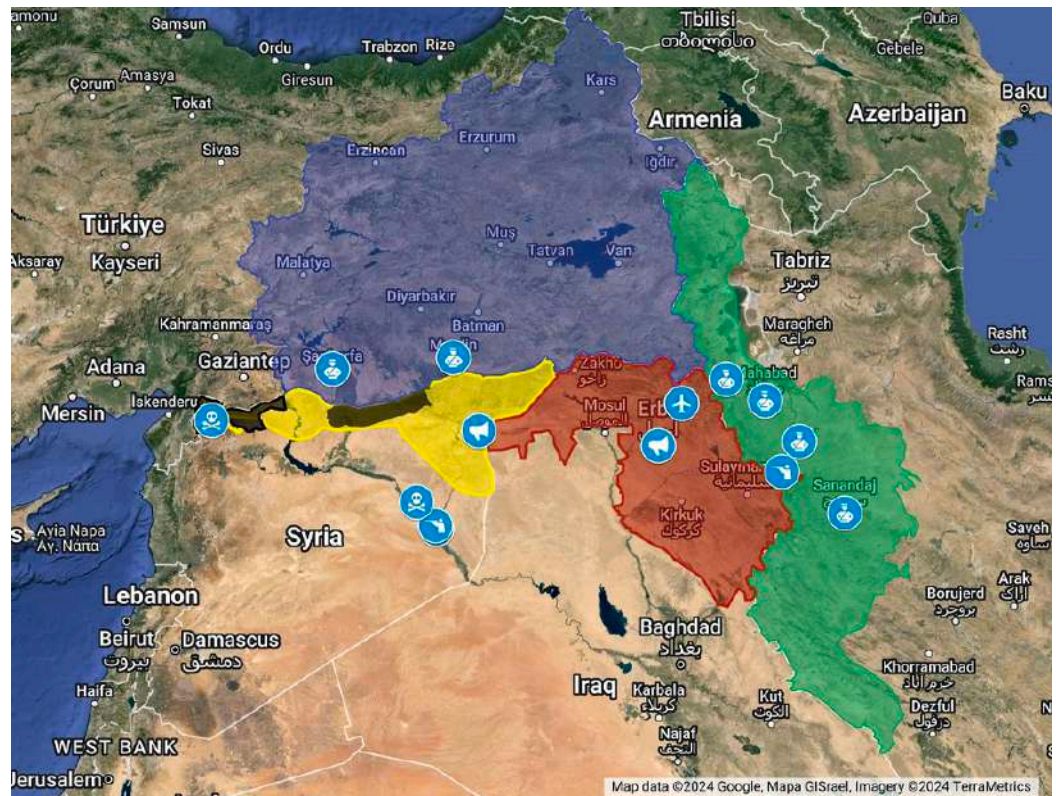 amonu
Samsun
Tbilisi
თბილისი
Quba
Ordu
Trabzon
Rize
Gebele
Giresun
Çorum
Amasya
Kars
Baku
Tokat
Armenia
Azerbaijan
Erzurum
Sivas
Erzincan
Iğdır
Türkiye
Muş
Kayseri
Tatvan
Van
Aksaray
Malatya
Tabriz
تبریز
Diyarbakır
Batman
Kahramanmaraş
Maragheh
مراغه
Rasht
رشت
Adana
Gaziantep
Zakho
زاخو
Mahabad
Mersin
İskenderu
Mosul
الموصل
Erb
Sulayma
السليمانية
Sanandaj
Kirkuk
كركوك
S
Ayia Napa
Αγ. Νάπα
Syria
Saveh
ساوه
Arak
اراک
Lebanon
Borujerd
بروجرد
Beirut
بيروت
Damascus
دمشق
Baghdad
بغداد
Khorramabad
خرم آباد
Haifa
Iraq
Karbala
كربلاء
Kut
الكوت
Dezful
دزفول
N
WEST BANK
Najaf
النجف
Jerusalem
Map data ©2024 Google, Mapa GISrael, Imagery ©2024 TerraMetrics